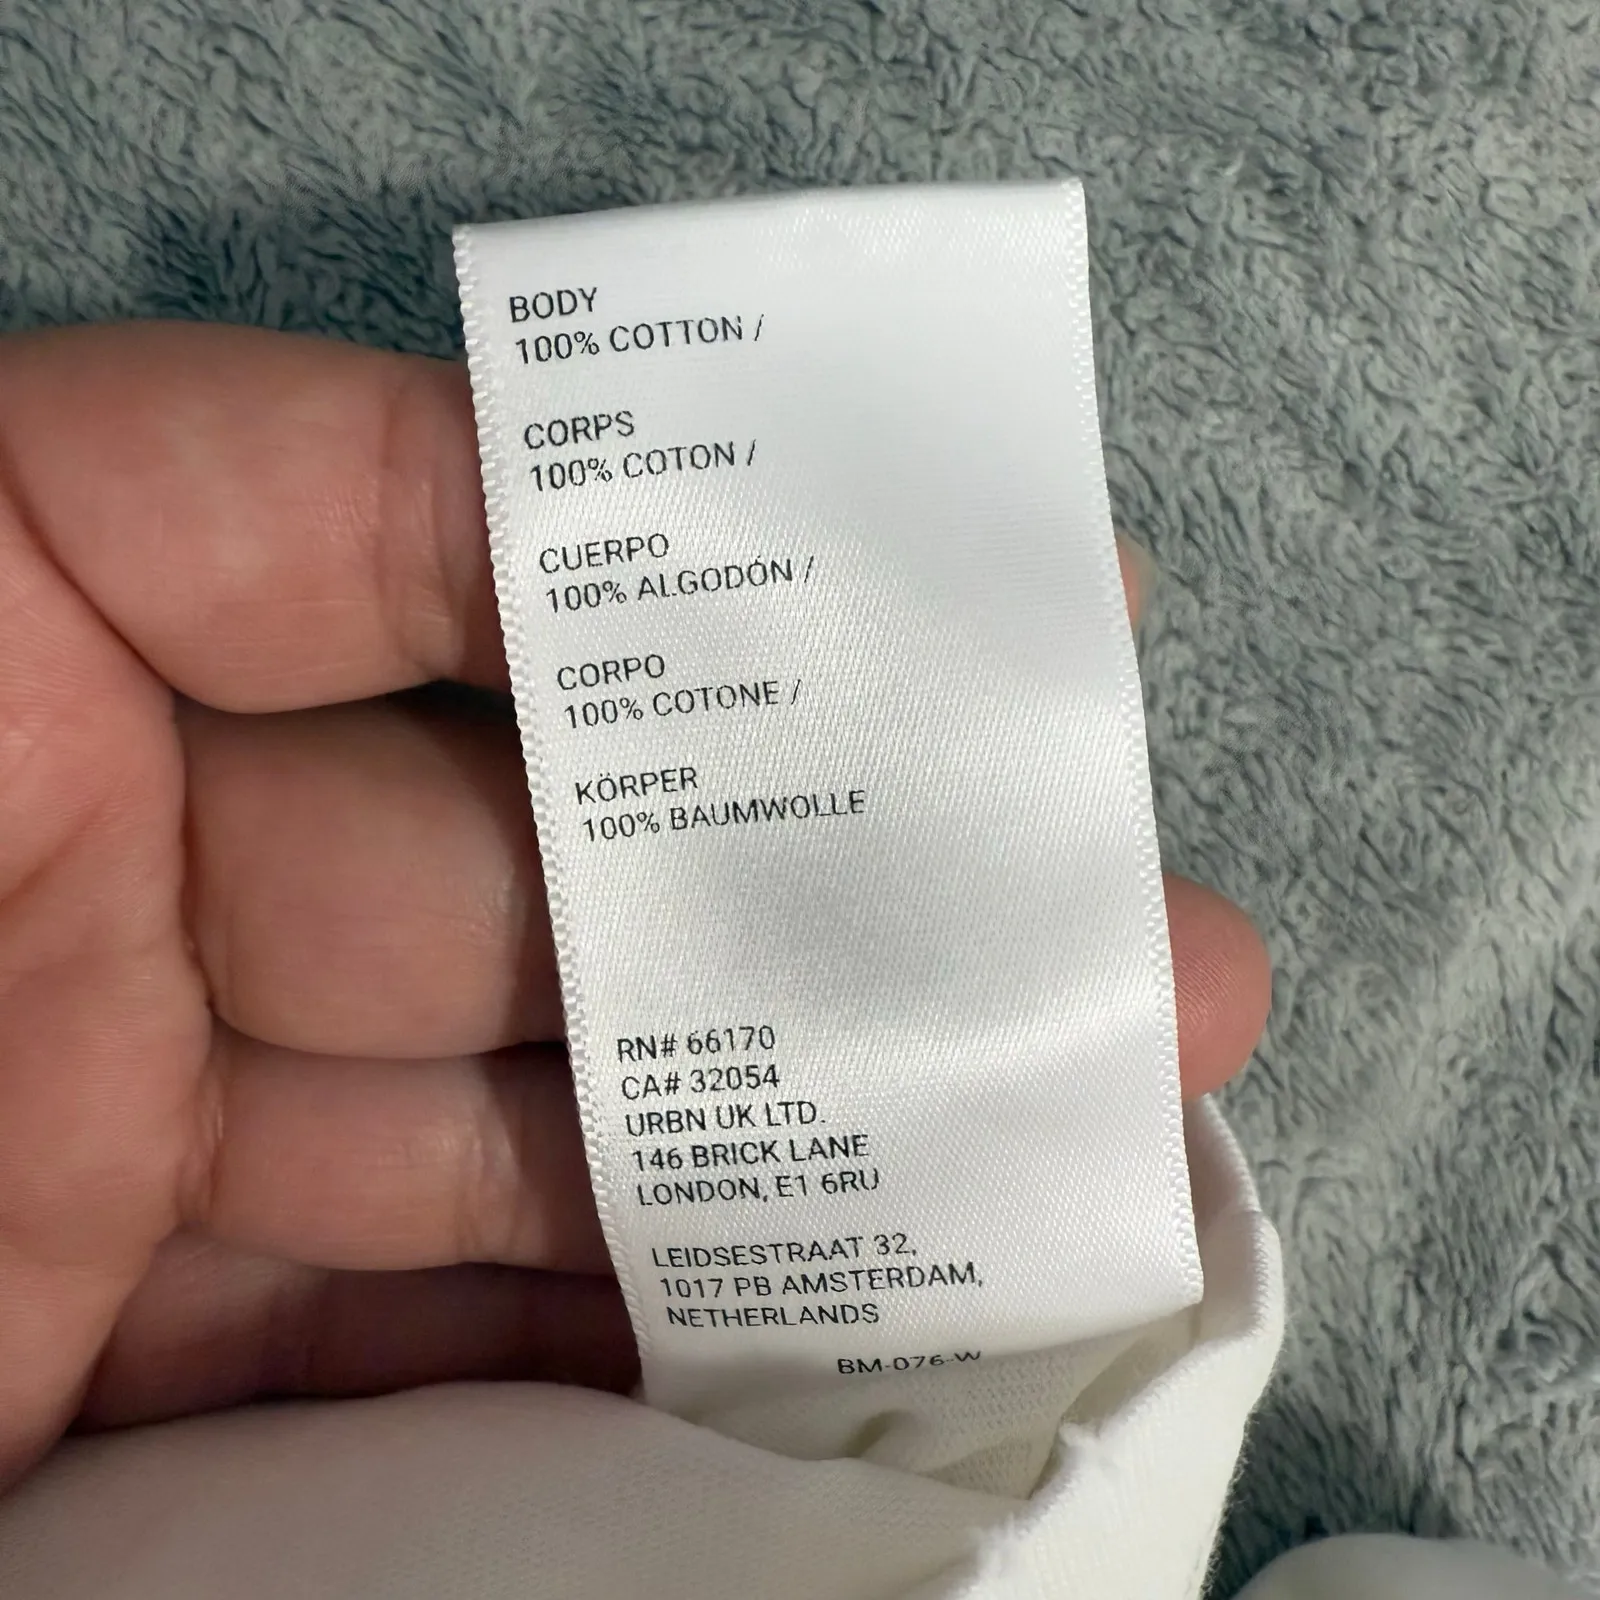 BODY
100% COTTON /
CORPS
100% COTON /
CUERPO
100% ALGODÓN /
CORPO
100% COTONE /
KÖRPER
100% BAUMWOLLE
RN# 66170
CA# 32054
URBN UK LTD.
146 BRICK LANE
LONDON, E1 6RU
LEIDSESTRAAT 32,
1017 PB AMSTERDAM,
NETHERLANDS
BM-076-W